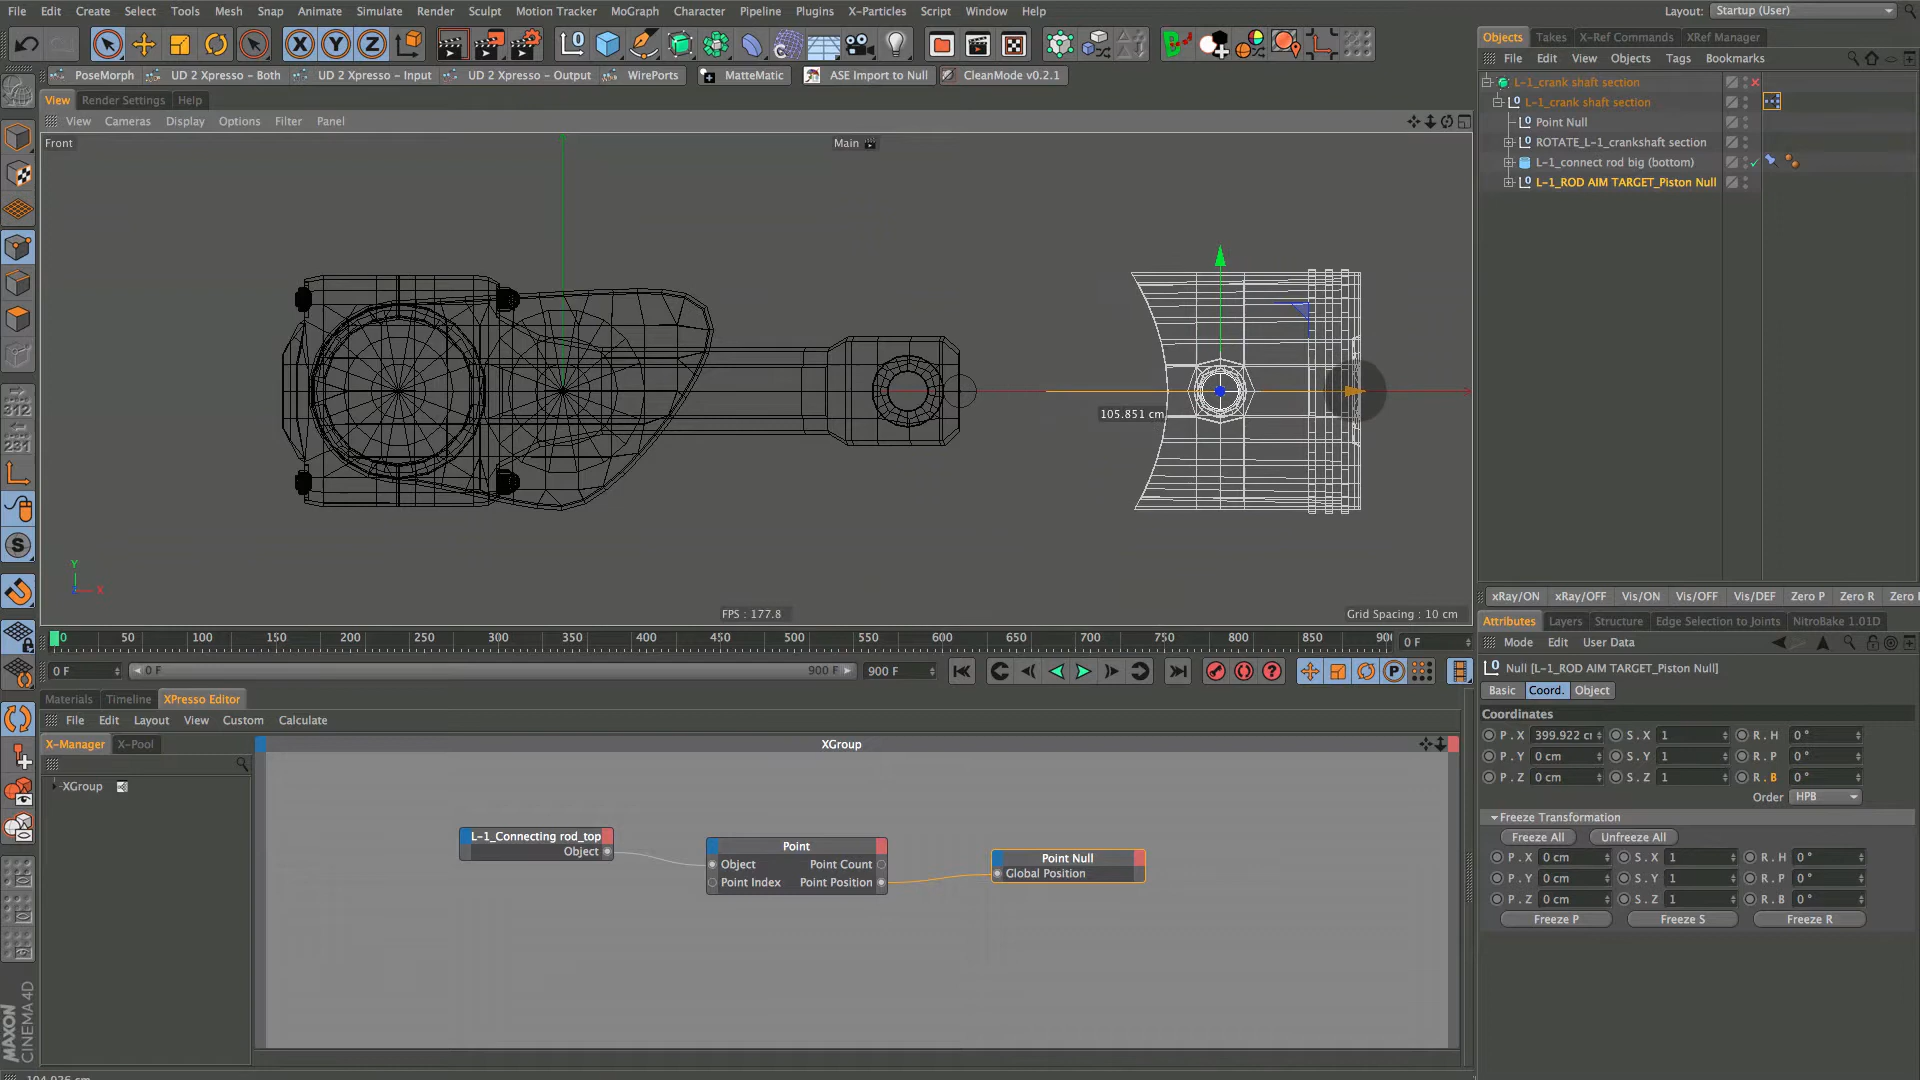 File Edit Create Select Tools Mesh Snap Animate Simulate Render Sculpt Motion Tracker MoGraph Character Pipeline Plugins X-Particles Script Window Help Layout: Startup (User)
X Y Z
Objects Takes X-Ref Commands XRef Manager
File Edit View Objects Tags Bookmarks
PoseMorph UD 2 Xpresso - Both UD 2 Xpresso - Input UD 2 Xpresso - Output WirePorts MatteMatic ASE Import to Null CleanMode v0.2.1
L-1_crank shaft section
L-1_crank shaft section
Point Null
ROTATE_L-1_crankshaft section
L-1_connect rod big (bottom)
L-1_ROD AIM TARGET_Piston Null
View Render Settings Help
View Cameras Display Options Filter Panel
Front Main
105.851 cm
Y
X
FPS : 177.8 Grid Spacing : 10 cm
0 50 100 150 200 250 300 350 400 450 500 550 600 650 700 750 800 850 0 F
0 F 0 F 900 F 900 F
Materials Timeline XPresso Editor
File Edit Layout View Custom Calculate
X-Manager X-Pool XGroup
XGroup
L-1_Connecting rod_top
Object
Point
Object Point Count
Point Index Point Position
Point Null
Global Position
xRay/ON xRay/OFF Vis/ON Vis/OFF Vis/DEF Zero P Zero R Zero
Attributes Layers Structure Edge Selection to Joints NitroBake 1.01D
Mode Edit User Data
Null [L-1_ROD AIM TARGET_Piston Null]
Basic Coord. Object
Coordinates
P . X 399.922 S . X 1 R . H 0 °
P . Y 0 cm S . Y 1 R . P 0 °
P . Z 0 cm S . Z 1 R . B 0 °
Order HPB
Freeze Transformation
Freeze All Unfreeze All
P . X 0 cm S . X 1 R . H 0 °
P . Y 0 cm S . Y 1 R . P 0 °
P . Z 0 cm S . Z 1 R . B 0 °
Freeze P Freeze S Freeze R
MAXON
CINEMA4D